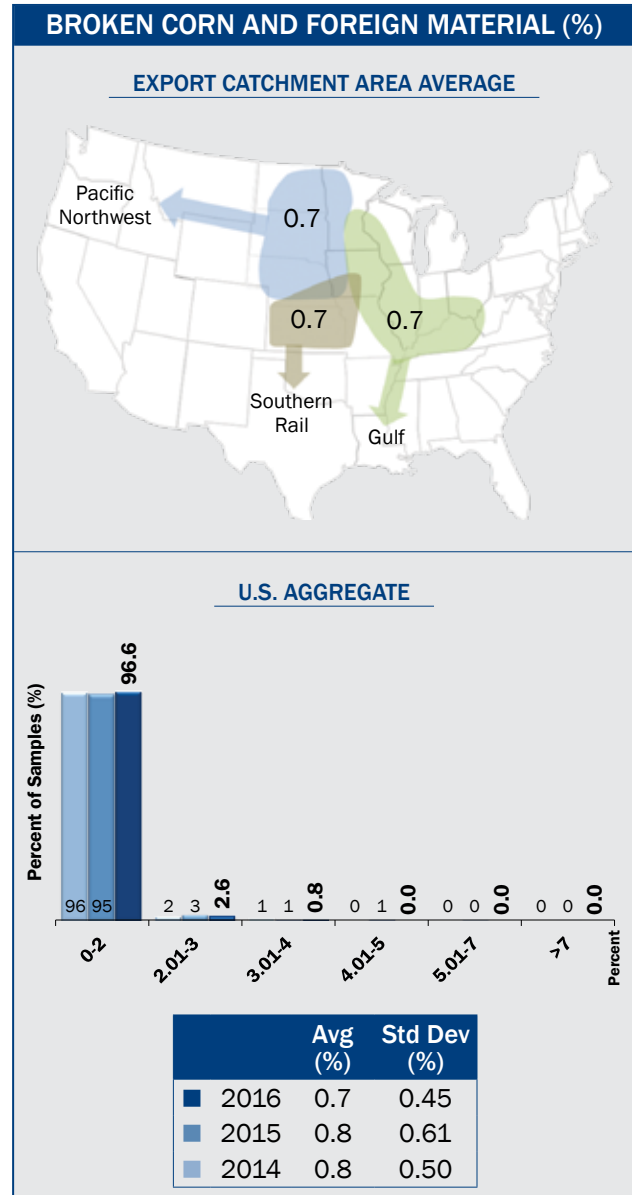 BROKEN CORN AND FOREIGN MATERIAL (%)
EXPORT CATCHMENT AREA AVERAGE
Pacific
Northwest
0.7
0.7
0.7
Southern
Rail
Gulf
U.S. AGGREGATE
Percent of Samples (%)
96 95 96.6
2 3 2.6
1 1 0.8
0 1 0.0
0 0 0.0
0 0 0.0
0-2
2.01-3
3.01-4
4.01-5
5.01-7
>7
Percent
Avg Std Dev
(%) (%)
2016 0.7 0.45
2015 0.8 0.61
2014 0.8 0.50